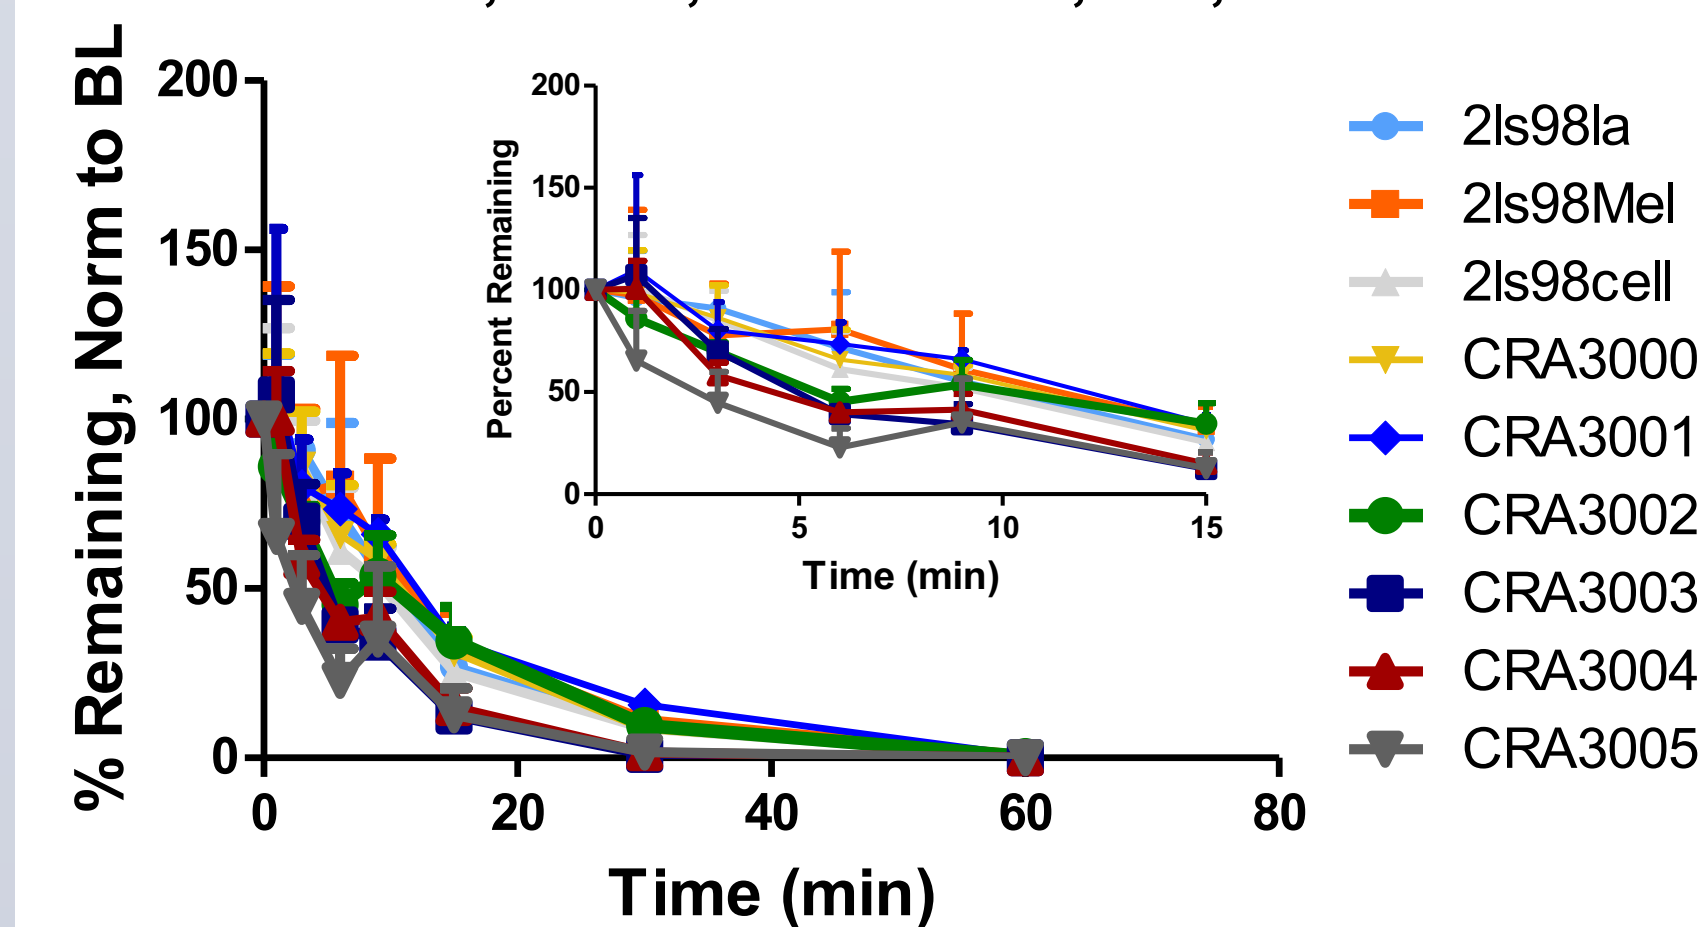 % Remaining, Norm to BL
200
150
100
50
0
0 20 40 60 80
Time (min)
Percent Remaining
200
150
100
50
0
0 5 10 15
Time (min)
2ls98la
2ls98Mel
2ls98cell
CRA3000
CRA3001
CRA3002
CRA3003
CRA3004
CRA3005